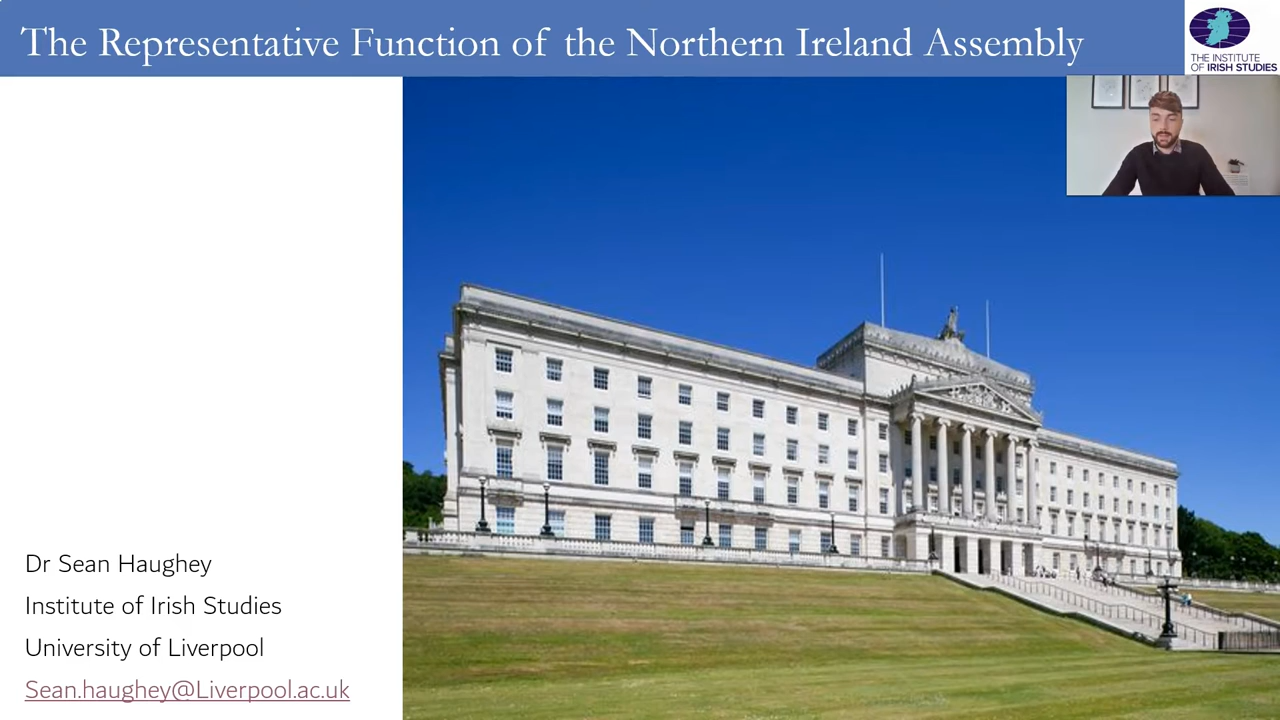 The Representative Function of the Northern Ireland Assembly
THE INSTITUTE
OF IRISH STUDIES
Dr Sean Haughey
Institute of Irish Studies
University of Liverpool
Sean.haughey@Liverpool.ac.uk